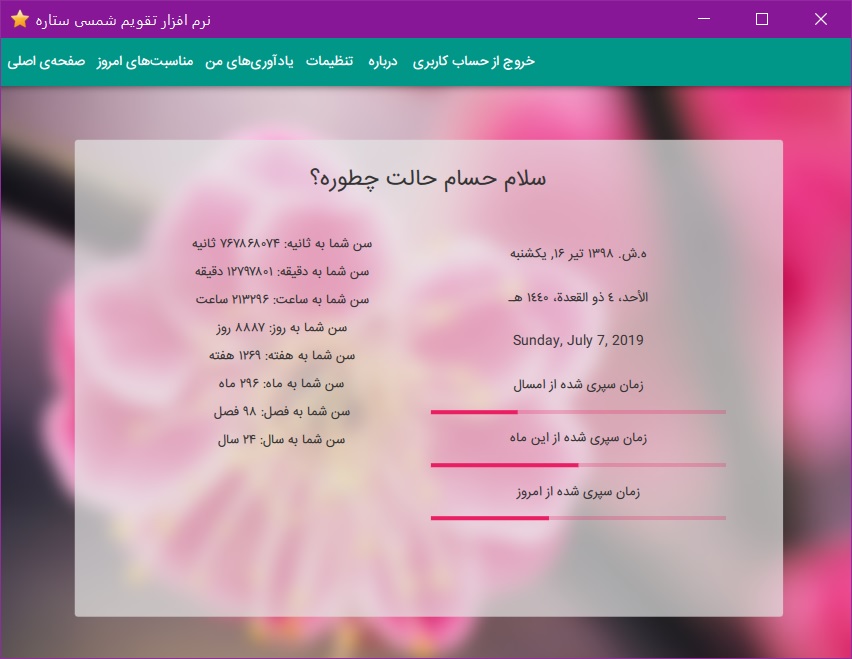 نرم افزار تقویم شمسی ستاره
صفحه‌ی اصلی مناسبت‌های امروز یادآوری‌های من تنظیمات درباره خروج از حساب کاربری
سلام حسام حالت چطوره؟
ه‍.ش. ۱۳۹۸ تیر ۱۶, یکشنبه
الأحد، ٤ ذو القعدة، ١٤٤٠ هـ
Sunday, July 7, 2019
زمان سپری شده از امسال
زمان سپری شده از این ماه
زمان سپری شده از امروز
سن شما به ثانیه: ۷۶۷۸۶۸۰۷۴ ثانیه
سن شما به دقیقه: ۱۲۷۹۷۸۰۱ دقیقه
سن شما به ساعت: ۲۱۳۲۹۶ ساعت
سن شما به روز: ۸۸۸۷ روز
سن شما به هفته: ۱۲۶۹ هفته
سن شما به ماه: ۲۹۶ ماه
سن شما به فصل: ۹۸ فصل
سن شما به سال: ۲۴ سال